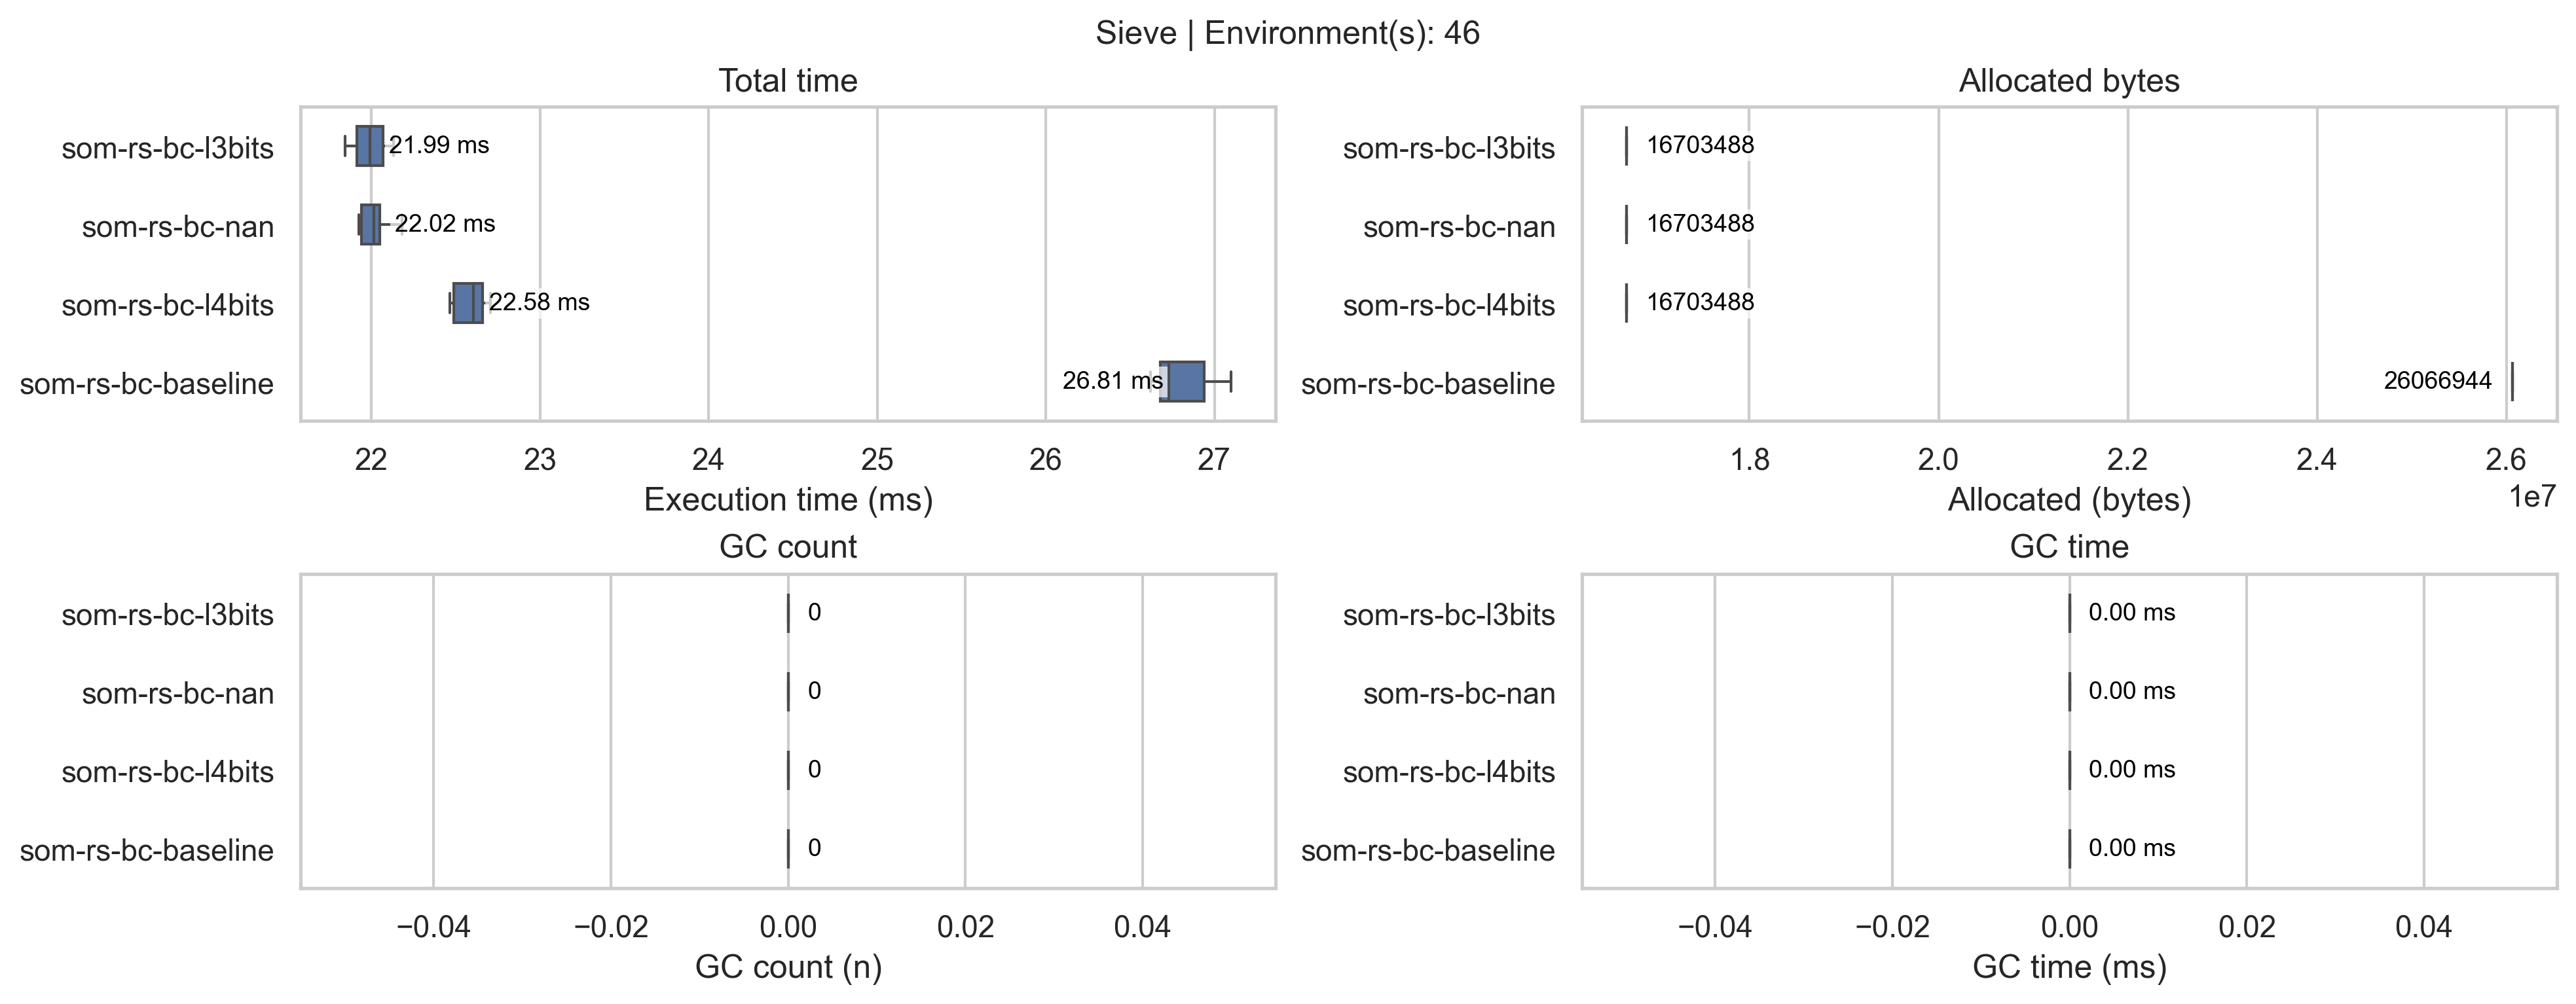 Sieve | Environment(s): 46
Total time
som-rs-bc-l3bits
21.99 ms
som-rs-bc-nan
22.02 ms
som-rs-bc-l4bits
22.58 ms
som-rs-bc-baseline
26.81 ms
22 23 24 25 26 27
Execution time (ms)
Allocated bytes
som-rs-bc-l3bits
16703488
som-rs-bc-nan
16703488
som-rs-bc-l4bits
16703488
som-rs-bc-baseline
26066944
1.8 2.0 2.2 2.4 2.6
1e7
Allocated (bytes)
GC count
som-rs-bc-l3bits
0
som-rs-bc-nan
0
som-rs-bc-l4bits
0
som-rs-bc-baseline
0
−0.04 −0.02 0.00 0.02 0.04
GC count (n)
GC time
som-rs-bc-l3bits
0.00 ms
som-rs-bc-nan
0.00 ms
som-rs-bc-l4bits
0.00 ms
som-rs-bc-baseline
0.00 ms
−0.04 −0.02 0.00 0.02 0.04
GC time (ms)